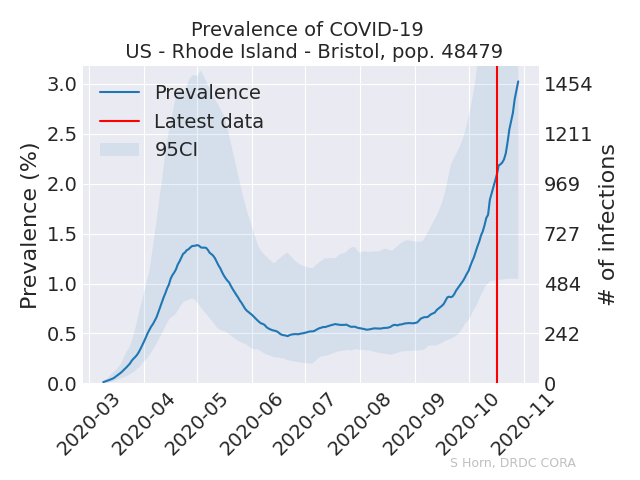 Prevalence of COVID-19
US - Rhode Island - Bristol, pop. 48479
Prevalence (%)
3.0
2.5
2.0
1.5
1.0
0.5
0.0
Prevalence
Latest data
95CI
1454
1211
969
727
484
242
0
# of infections
2020-03
2020-04
2020-05
2020-06
2020-07
2020-08
2020-09
2020-10
2020-11
S Horn, DRDC CORA